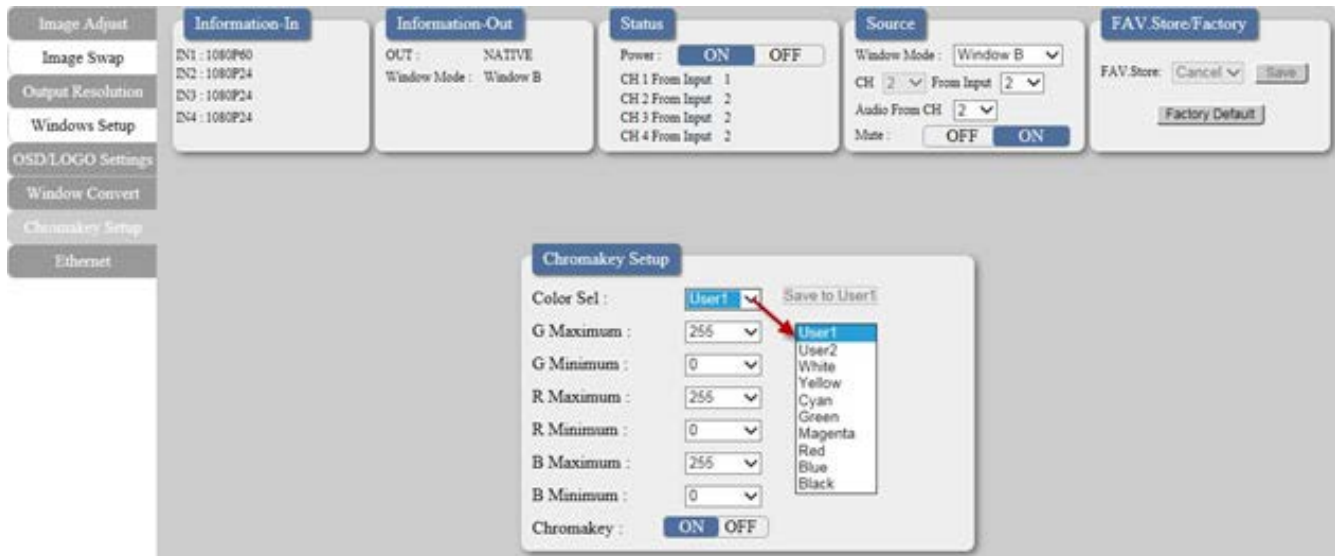 Image Adjust
Image Swap
Output Resolution
Windows Setup
OSD/LOGO Settings
Window Convert
Chromakey Setup
Ethernet
Information-In
IN1 : 1080P60
IN2 : 1080P24
IN3 : 1080P24
IN4 : 1080P24
Information-Out
OUT : NATIVE
Window Mode : Window B
Status
Power : ON OFF
CH 1 From Input 1
CH 2 From Input 2
CH 3 From Input 2
CH 4 From Input 2
Source
Window Mode : Window B
CH 2 From Input 2
Audio From CH 2
Mute : OFF ON
FAV.Store/Factory
FAV.Store: Cancel Save
Factory Default
Chromakey Setup
Color Sel : User1 Save to User1
G Maximum : 255
G Minimum : 0
R Maximum : 255
R Minimum : 0
B Maximum : 255
B Minimum : 0
Chromakey : ON OFF
User1
User2
White
Yellow
Cyan
Green
Magenta
Red
Blue
Black